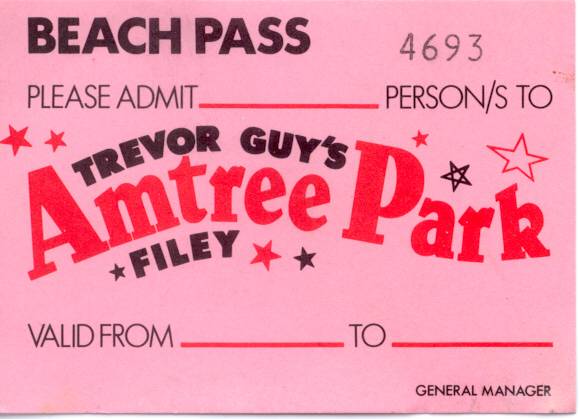 BEACH PASS 4693
PLEASE ADMIT PERSON/S TO
TREVOR GUY'S
Amtree Park
FILEY
VALID FROM TO
GENERAL MANAGER